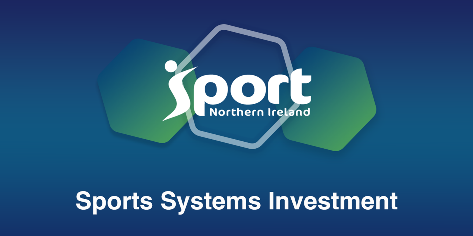 sport
Northern Ireland
Sports Systems Investment